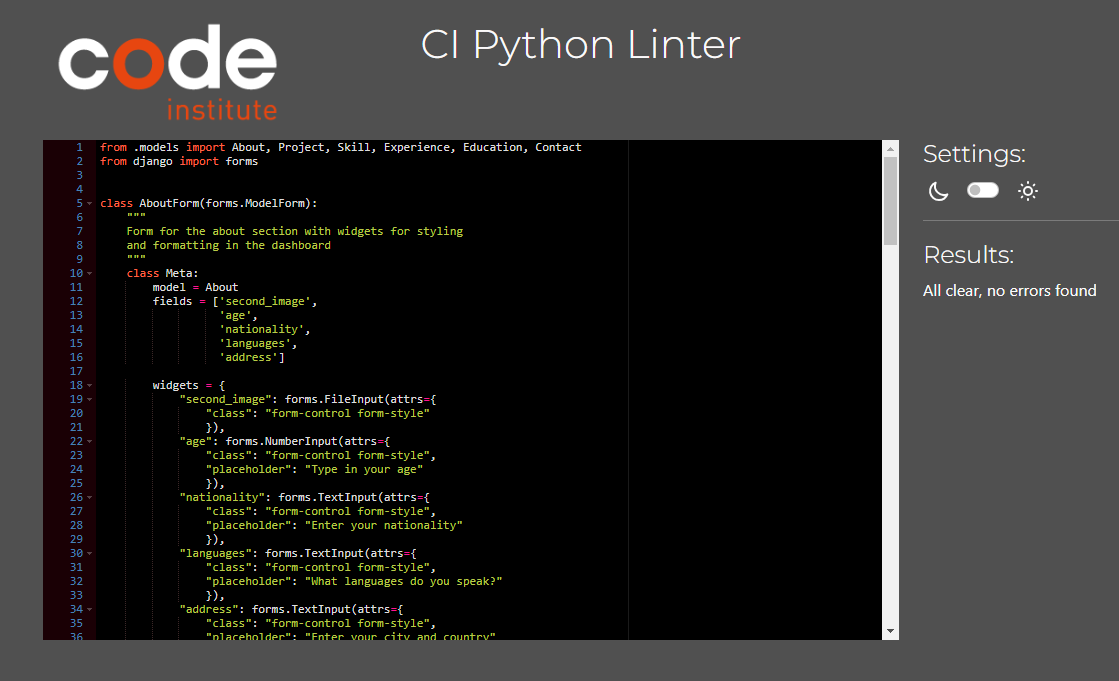 code
institute
CI Python Linter
1 from .models import About, Project, Skill, Experience, Education, Contact
2 from django import forms
3
4
5 class AboutForm(forms.ModelForm):
6     """
7     Form for the about section with widgets for styling
8     and formatting in the dashboard
9     """
10     class Meta:
11         model = About
12         fields = ['second_image',
13                   'age',
14                   'nationality',
15                   'languages',
16                   'address']
17
18         widgets = {
19             "second_image": forms.FileInput(attrs={
20                 "class": "form-control form-style"
21                 }),
22             "age": forms.NumberInput(attrs={
23                 "class": "form-control form-style",
24                 "placeholder": "Type in your age"
25                 }),
26             "nationality": forms.TextInput(attrs={
27                 "class": "form-control form-style",
28                 "placeholder": "Enter your nationality"
29                 }),
30             "languages": forms.TextInput(attrs={
31                 "class": "form-control form-style",
32                 "placeholder": "What languages do you speak?"
33                 }),
34             "address": forms.TextInput(attrs={
35                 "class": "form-control form-style",
36                 "placeholder": "Enter your city and country"
Settings:
Results:
All clear, no errors found